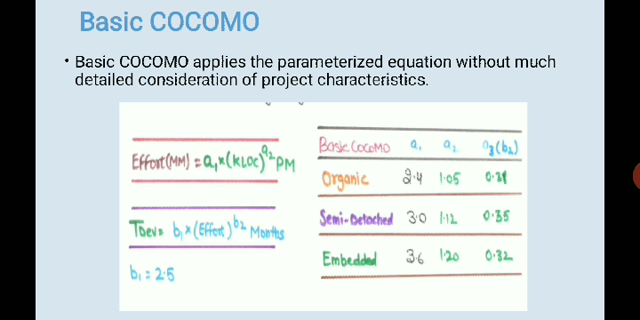 Basic COCOMO
• Basic COCOMO applies the parameterized equation without much
detailed consideration of project characteristics.
Effort(MM) = a₁×(KLOC)^a₂ PM
Tdev= b₁×(Effort)^b₂ Months
b₁ = 2.5
Basic COCOMO a₁ a₂ a₃(b₂)
Organic 2.4 1.05
Semi-Detached 3.0 1.12 0.35
Embedded 3.6 1.20 0.32